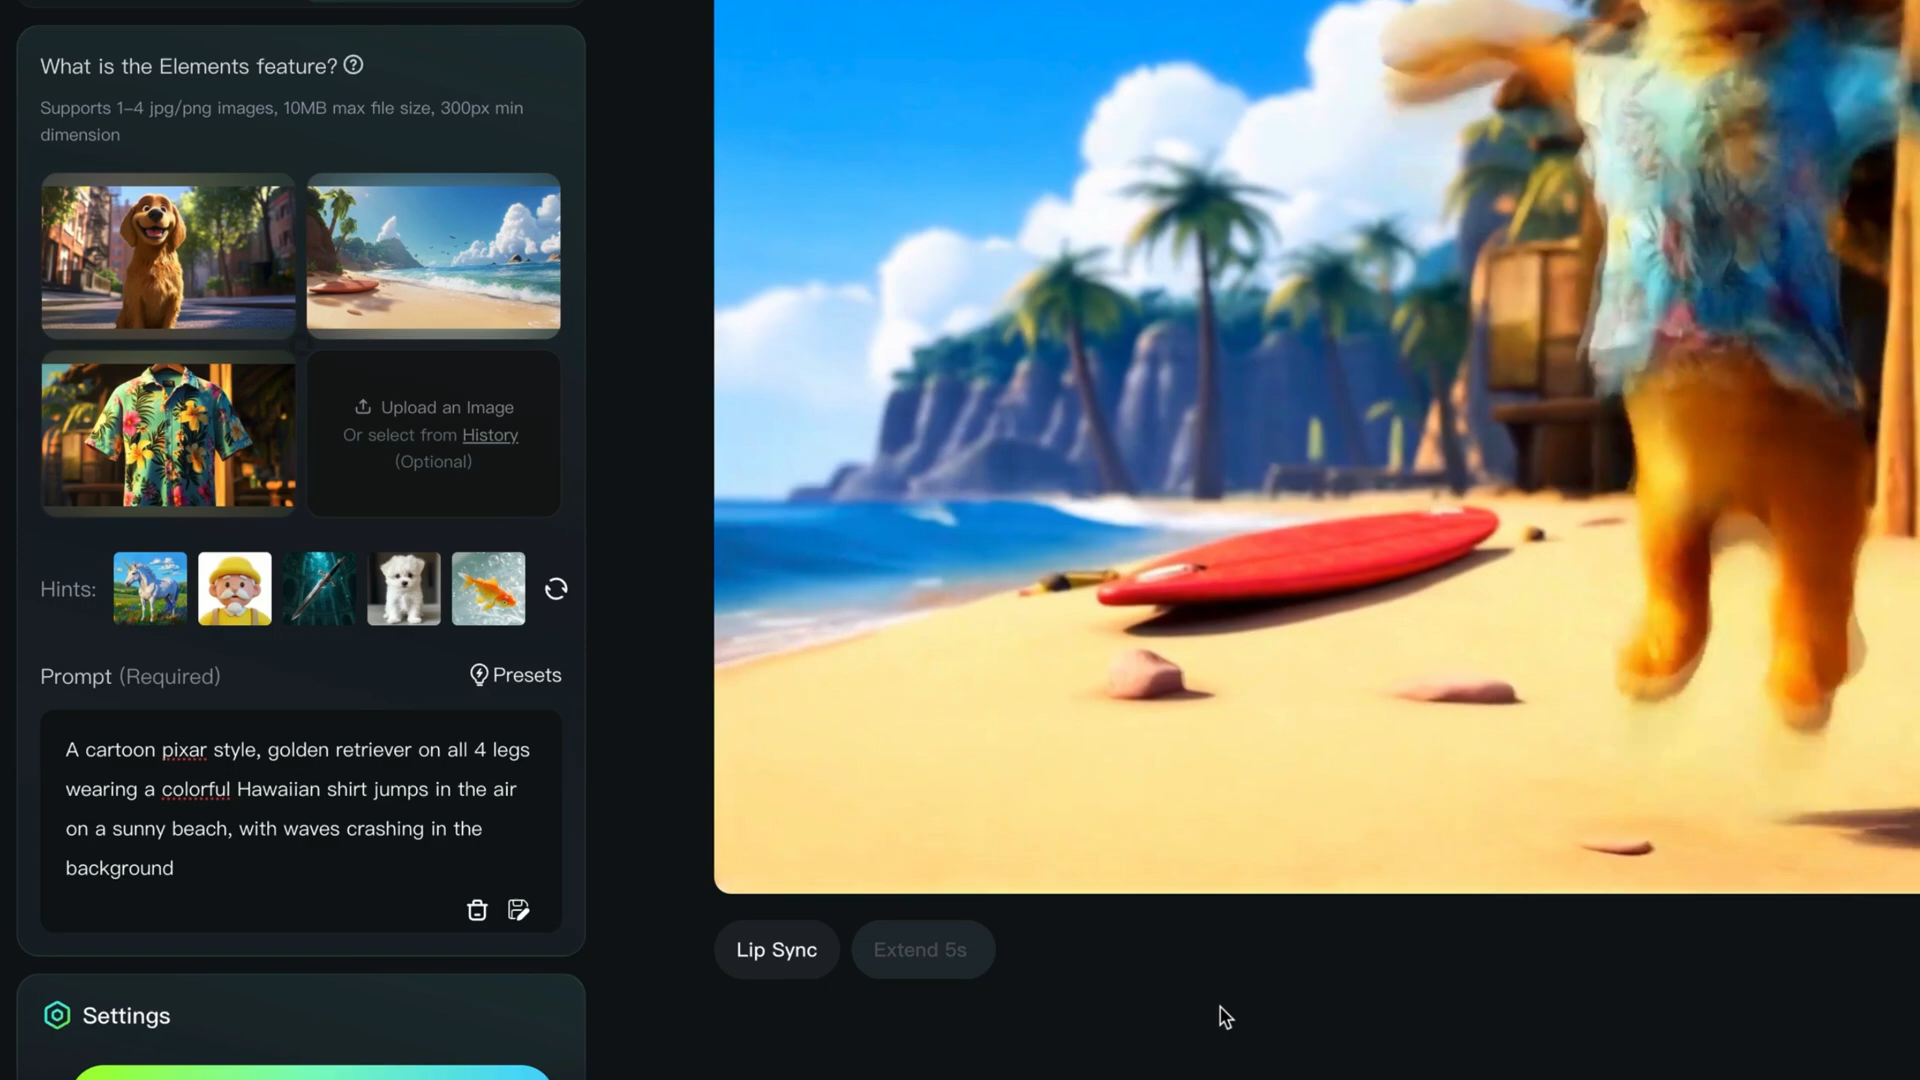 What is the Elements feature?
Supports 1–4 jpg/png images, 10MB max file size, 300px min
dimension
Upload an Image
Or select from History
(Optional)
Hints:
Prompt (Required)
Presets
A cartoon pixar style, golden retriever on all 4 legs
wearing a colorful Hawaiian shirt jumps in the air
on a sunny beach, with waves crashing in the
background
Lip Sync
Extend 5s
Settings